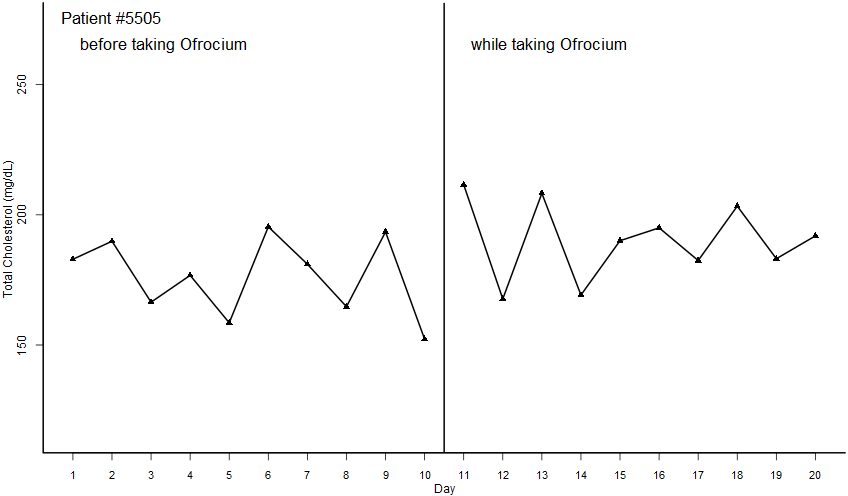 Patient #5505
before taking Ofrocium
while taking Ofrocium
Total Cholesterol (mg/dL)
250
200
150
1 2 3 4 5 6 7 8 9 10 11 12 13 14 15 16 17 18 19 20
Day